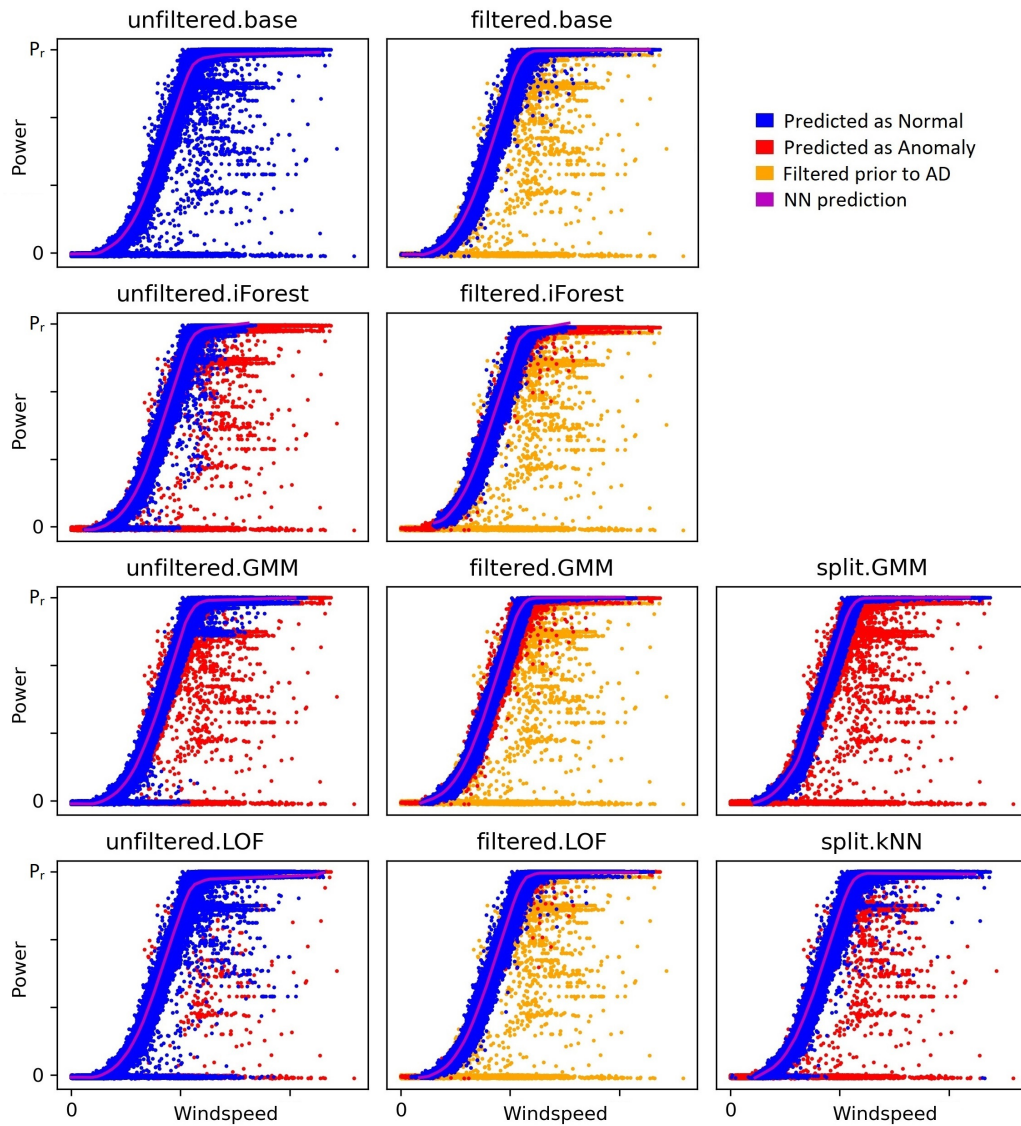 unfiltered.base
filtered.base
Pr
Power
0
Predicted as Normal
Predicted as Anomaly
Filtered prior to AD
NN prediction
unfiltered.iForest
filtered.iForest
Pr
Power
0
unfiltered.GMM
filtered.GMM
split.GMM
Pr
Power
0
unfiltered.LOF
filtered.LOF
split.kNN
Pr
Power
0
0
Windspeed
0
Windspeed
0
Windspeed